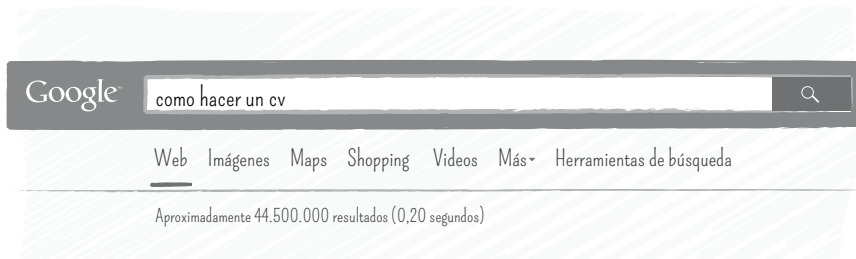 Google™ como hacer un cv
Web Imágenes Maps Shopping Videos Más Herramientas de búsqueda
Aproximadamente 44.500.000 resultados (0,20 segundos)